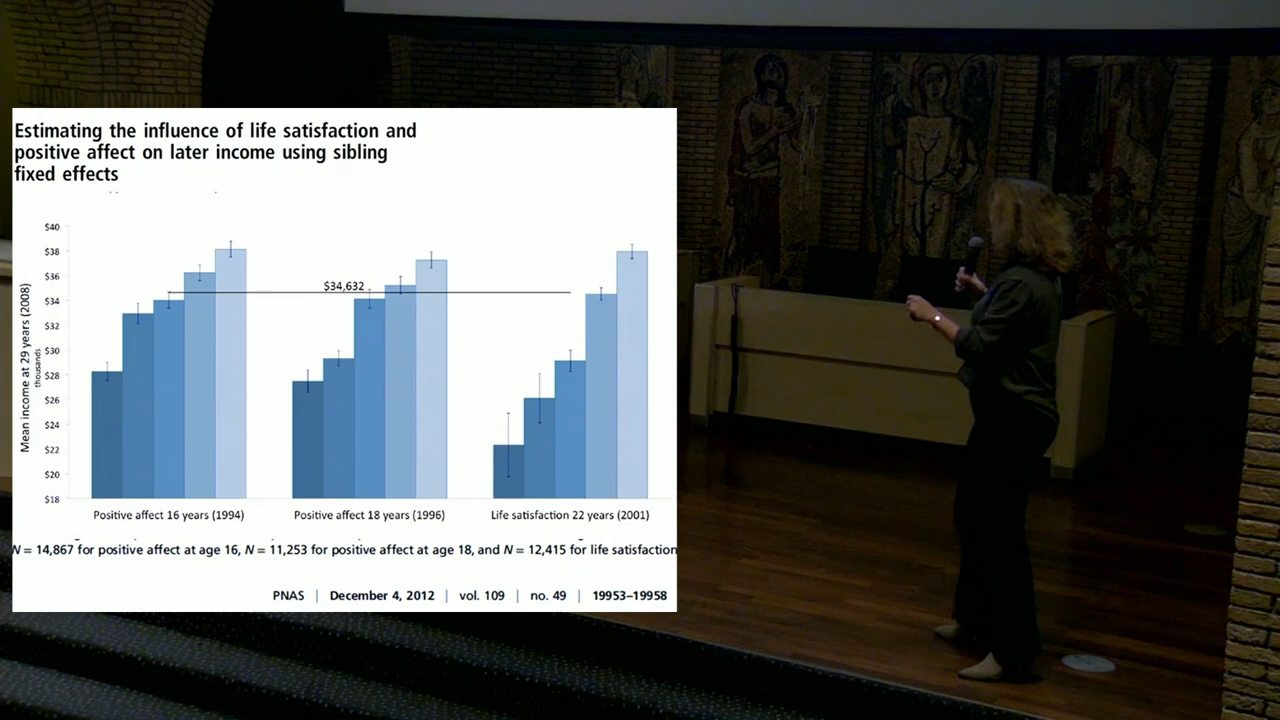 Estimating the influence of life satisfaction and
positive affect on later income using sibling
fixed effects
$40
$38
$36
$34
$32
$30
$28
$26
$24
$22
$20
$18
Mean income at 29 years (2008)
thousands
$34,632
Positive affect 16 years (1994)
Positive affect 18 years (1996)
Life satisfaction 22 years (2001)
N = 14,867 for positive affect at age 16, N = 11,253 for positive affect at age 18, and N = 12,415 for life satisfaction
PNAS | December 4, 2012 | vol. 109 | no. 49 | 19953–19958